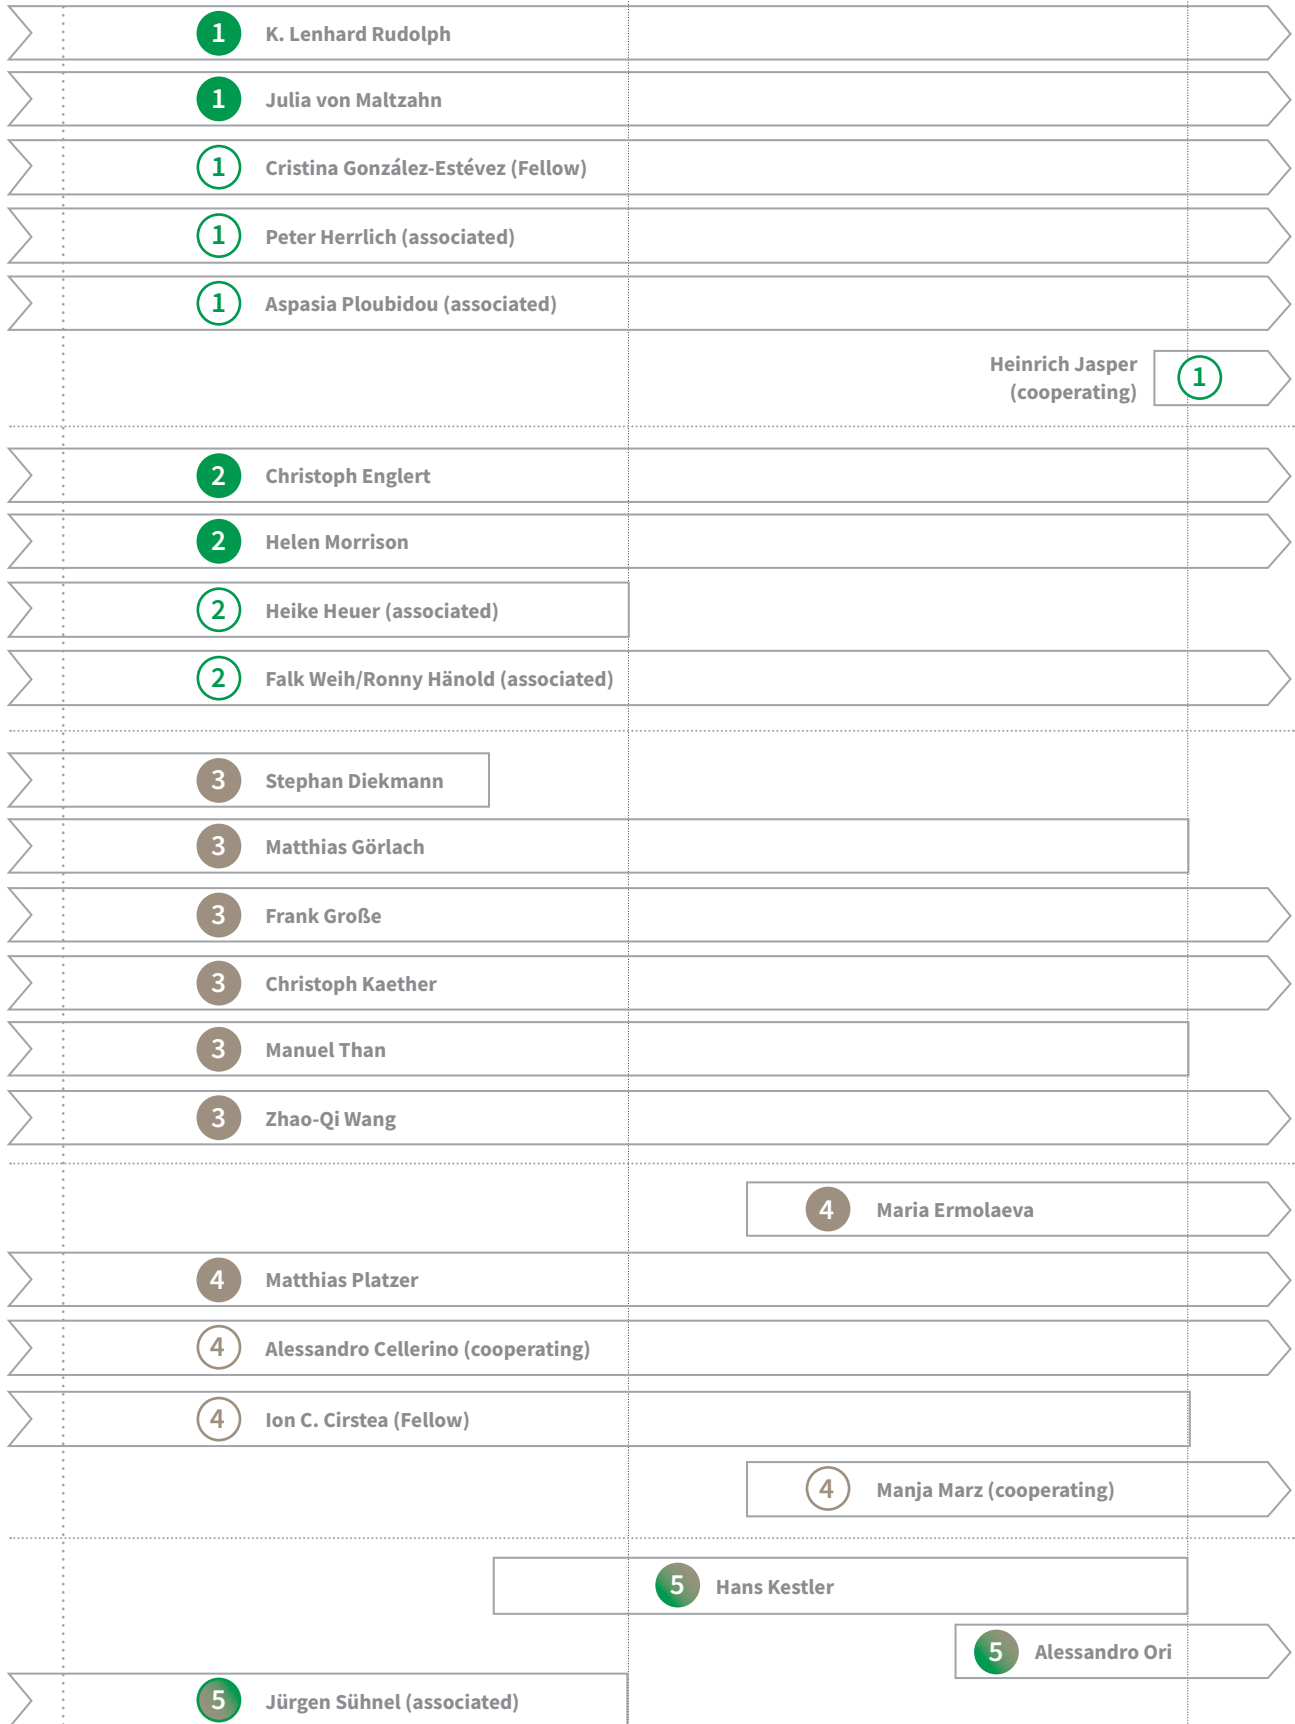 1 K. Lenhard Rudolph
1 Julia von Maltzahn
1 Cristina González-Estévez (Fellow)
1 Peter Herrlich (associated)
1 Aspasia Ploubidou (associated)
Heinrich Jasper
(cooperating) 1
2 Christoph Englert
2 Helen Morrison
2 Heike Heuer (associated)
2 Falk Weih/Ronny Hänold (associated)
3 Stephan Diekmann
3 Matthias Görlach
3 Frank Große
3 Christoph Kaether
3 Manuel Than
3 Zhao-Qi Wang
4 Maria Ermolaeva
4 Matthias Platzer
4 Alessandro Cellerino (cooperating)
4 Ion C. Cirstea (Fellow)
4 Manja Marz (cooperating)
5 Hans Kestler
5 Alessandro Ori
5 Jürgen Sühnel (associated)